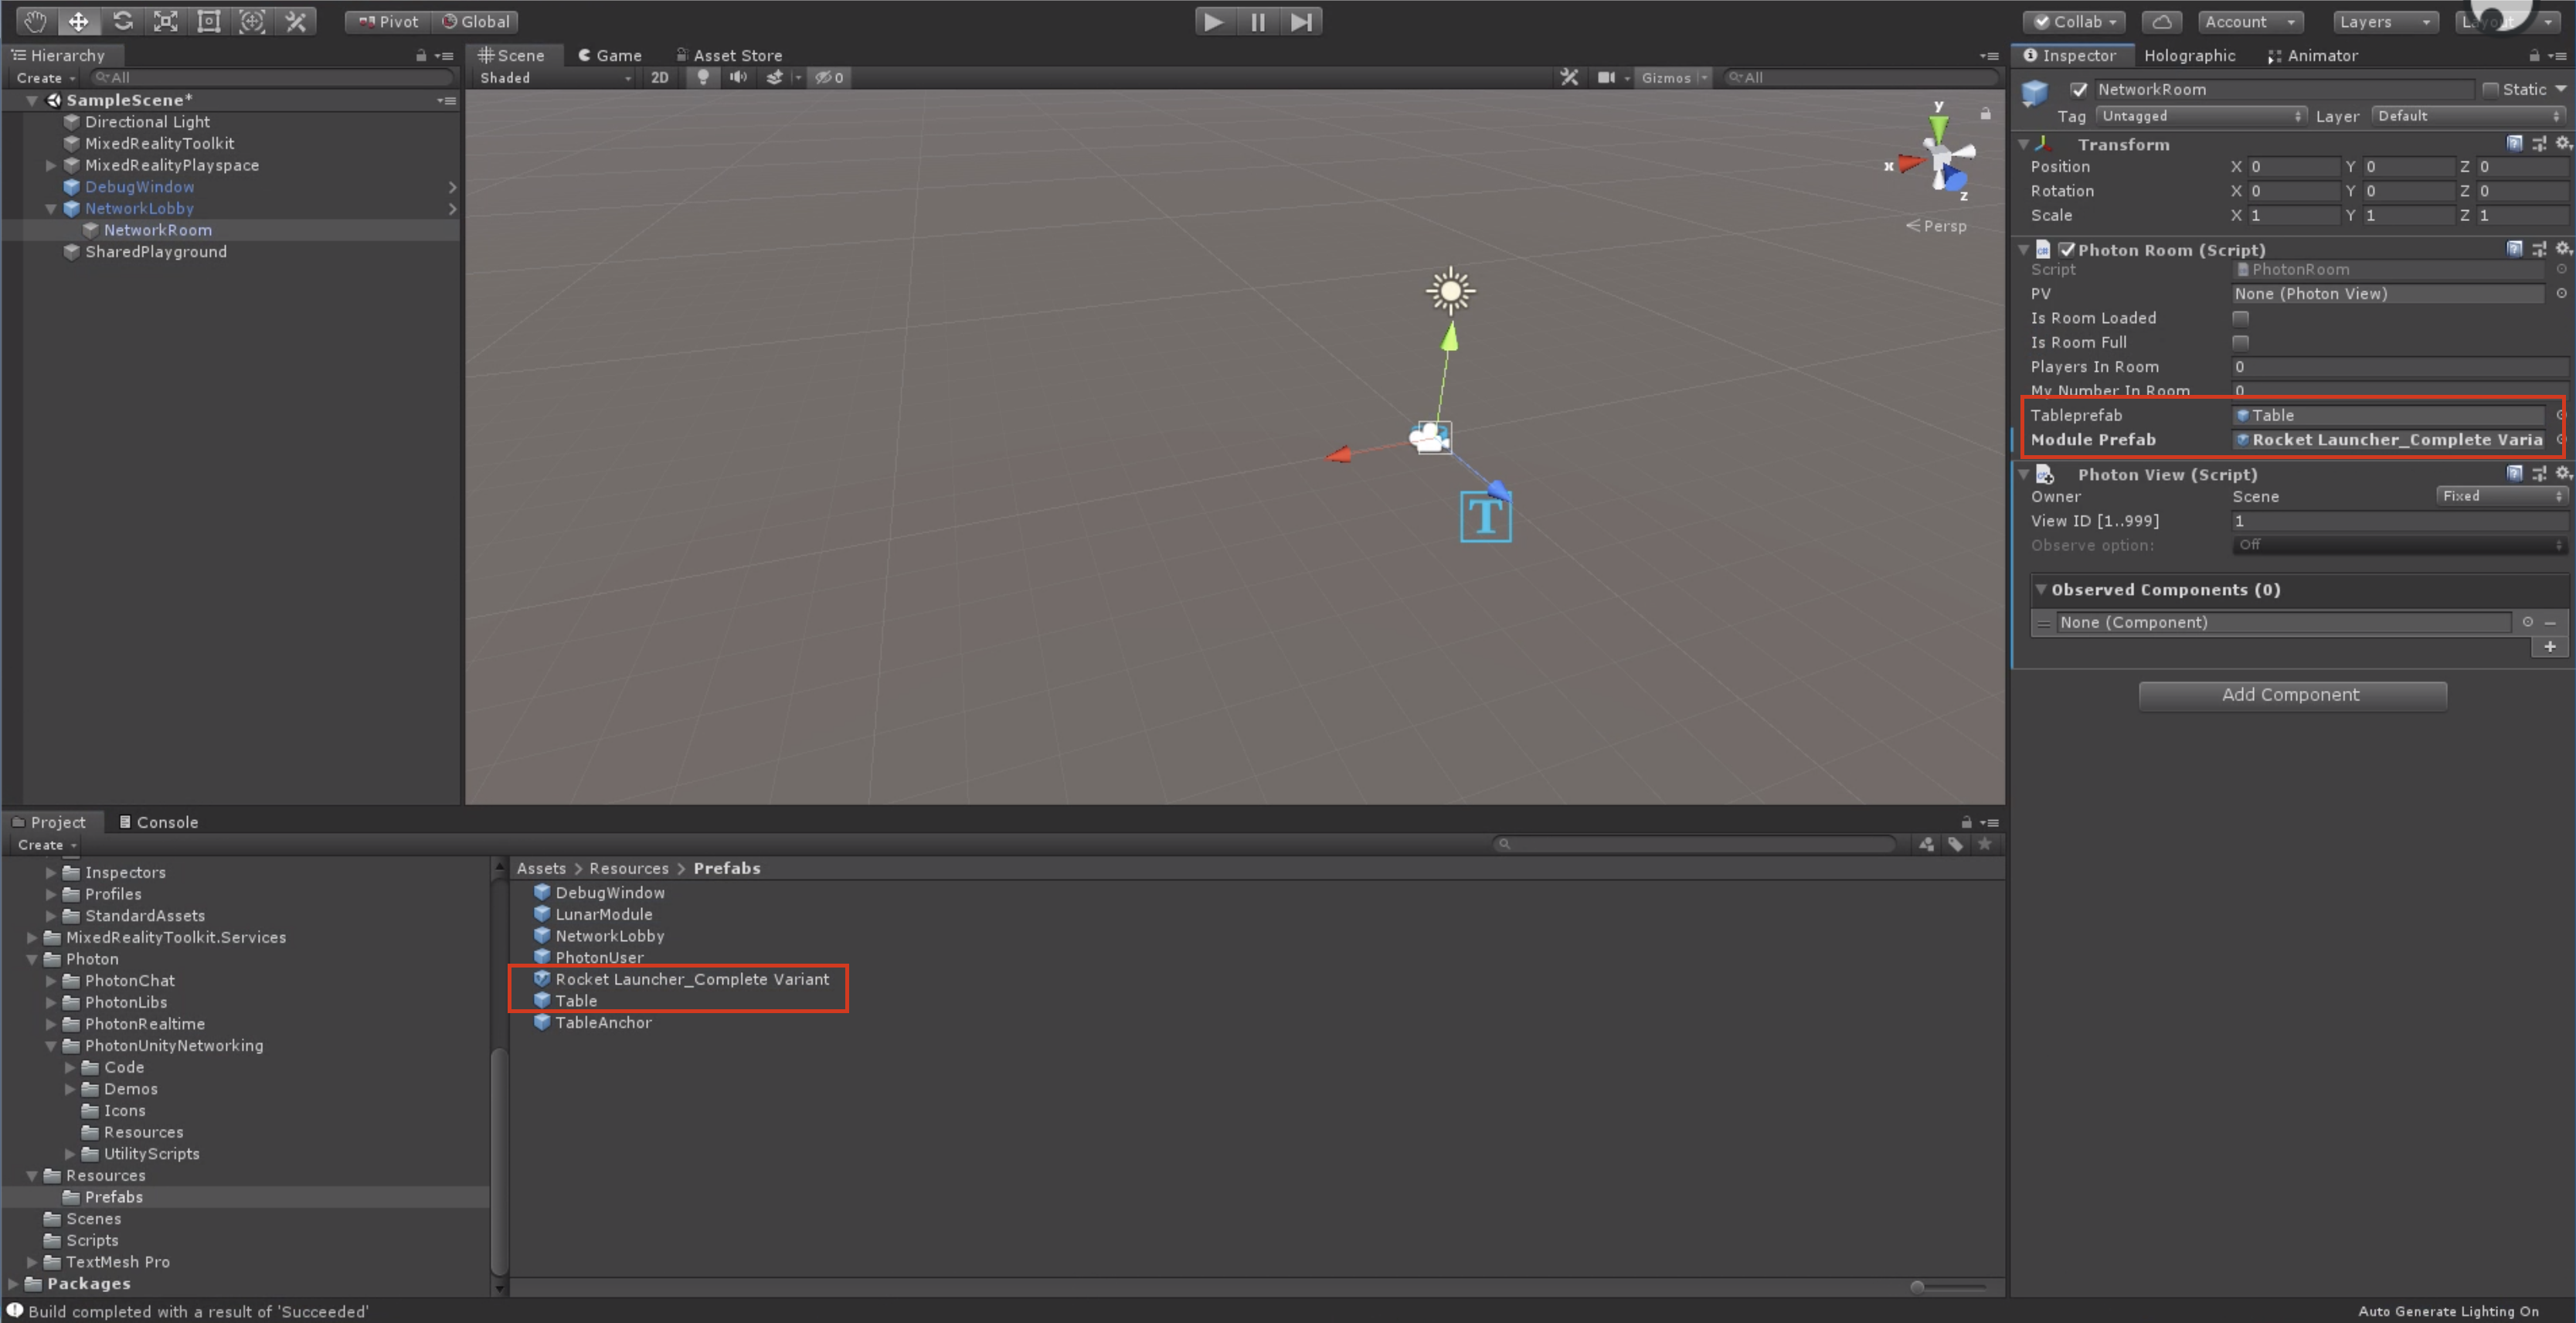 Pivot Global
Collab Account Layers
Hierarchy
Create All
SampleScene*
Directional Light
MixedRealityToolkit
MixedRealityPlayspace
DebugWindow
NetworkLobby
NetworkRoom
SharedPlayground
Scene Game Asset Store
Shaded 2D 0 Gizmos All
y
x
z
Persp
T
Inspector Holographic Animator
NetworkRoom Static
Tag Untagged Layer Default
Transform
Position X 0 Y 0 Z 0
Rotation X 0 Y 0 Z 0
Scale X 1 Y 1 Z 1
Photon Room (Script)
Script PhotonRoom
PV None (Photon View)
Is Room Loaded
Is Room Full
Players In Room 0
My Number In Room 0
Tableprefab Table
Module Prefab Rocket Launcher_Complete Varia
Photon View (Script)
Owner Scene Fixed
View ID [1..999] 1
Observe option: Off
Observed Components (0)
None (Component)
Add Component
Project Console
Create
Inspectors
Profiles
StandardAssets
MixedRealityToolkit.Services
Photon
PhotonChat
PhotonLibs
PhotonRealtime
PhotonUnityNetworking
Code
Demos
Icons
Resources
UtilityScripts
Resources
Prefabs
Scenes
Scripts
TextMesh Pro
Packages
Assets > Resources > Prefabs
DebugWindow
LunarModule
NetworkLobby
PhotonUser
Rocket Launcher_Complete Variant
Table
TableAnchor
Build completed with a result of 'Succeeded'
Auto Generate Lighting On